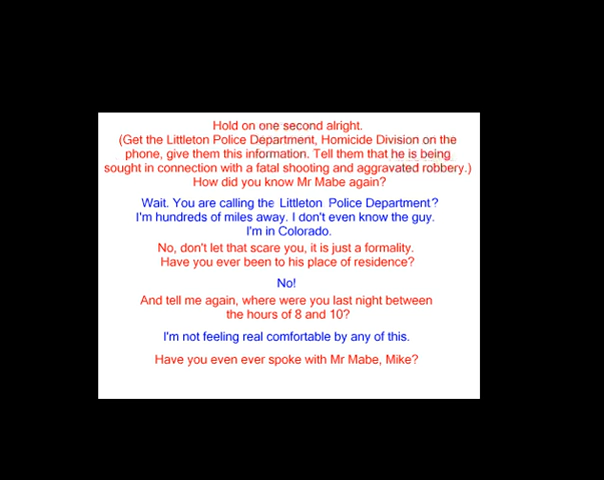 Hold on one second alright.
(Get the Littleton Police Department, Homicide Division on the
phone, give them this information. Tell them that he is being
sought in connection with a fatal shooting and aggravated robbery.)
How did you know Mr Mabe again?
Wait. You are calling the Littleton Police Department?
I'm hundreds of miles away. I don't even know the guy.
I'm in Colorado.
No, don't let that scare you, it is just a formality.
Have you ever been to his place of residence?
No!
And tell me again, where were you last night between
the hours of 8 and 10?
I'm not feeling real comfortable by any of this.
Have you even ever spoke with Mr Mabe, Mike?